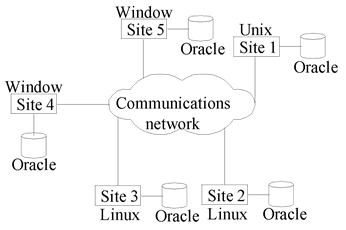 Window
Site 5
Oracle
Unix
Site 1
Oracle
Window
Site 4
Oracle
Communications
network
Site 3
Linux
Oracle
Site 2
Linux
Oracle